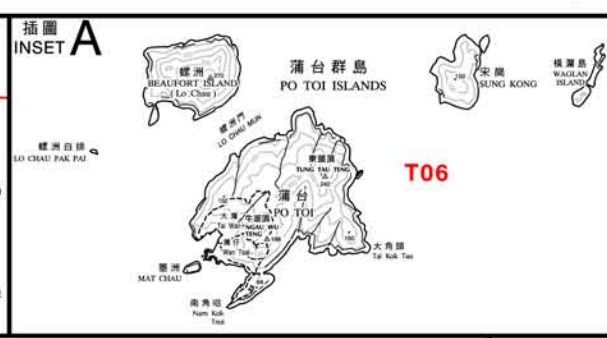 插圖
INSET A
螺洲
BEAUFORT ISLAND
(Lo Chau)
270
蒲台群島
PO TOI ISLANDS
宋崗
SUNG KONG
橫瀾島
WAGLAN
ISLAND
螺洲門
LO CHAU MUN
螺洲白排
LO CHAU PAK PAI
東頭頂
TUNG TAU TENG
T06
蒲台
PO TOI
大灣
Tai Wan
牛湖頂
NGAU WU
TENG
188
灣仔
Wan Tsai
大角頭
Tai Kok Tau
墨洲
MAT CHAU
南角咀
Nam Kok
Tsui